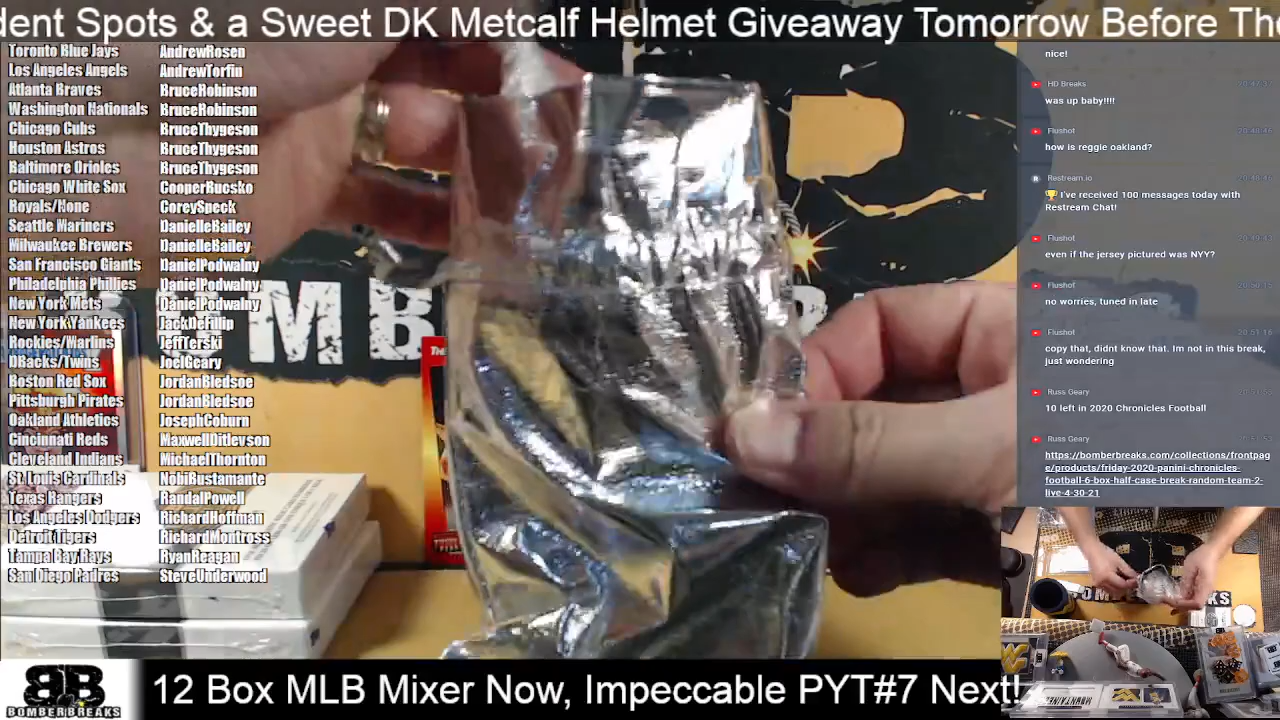 dent Spots & a Sweet DK Metcalf Helmet Giveaway Tomorrow Before The
Toronto Blue Jays AndrewRosen
Los Angeles Angels AndrewTorfin
Atlanta Braves BruceRobinson
Washington Nationals BruceRobinson
Chicago Cubs BruceThygeson
Houston Astros BruceThygeson
Baltimore Orioles BruceThygeson
Chicago White Sox CooperRucsko
Royals/None CoreySpeck
Seattle Mariners DanielleBailey
Milwaukee Brewers DanielleBailey
San Francisco Giants DanielPodwalny
Philadelphia Phillies DanielPodwalny
New York Mets DanielPodwalny
New York Yankees JackDeFilip
Rockies/Marlins JeffTerski
DBacks/Twins JoelGeary
Boston Red Sox JordanBledsoe
Pittsburgh Pirates JordanBledsoe
Oakland Athletics JosephCoburn
Cincinnati Reds MaxwellDitlevson
Cleveland Indians MichaelThornton
St Louis Cardinals NobiBustamante
Texas Rangers RandalPowell
Los Angeles Dodgers RichardHoffman
Detroit Tigers RichardMontross
Tampa Bay Rays RyanReagan
San Diego Padres SteveUnderwood
nice!
HD Breaks
was up baby!!!!
Flushot
how is reggie oakland?
Restream.io
🏆 I've received 100 messages today with
Restream Chat!
Flushot
even if the jersey pictured was NYY?
Flushot
no worries, tuned in late
Flushot
copy that, didnt know that. Im not in this break,
just wondering
Russ Geary
10 left in 2020 Chronicles Football
Russ Geary
https://bomberbreaks.com/collections/frontpag
e/products/friday-2020-panini-chronicles-
football-6-box-half-case-break-random-team-2-
live-4-30-21
BB
BOMBERBREAKS
12 Box MLB Mixer Now, Impeccable PYT#7 Next!